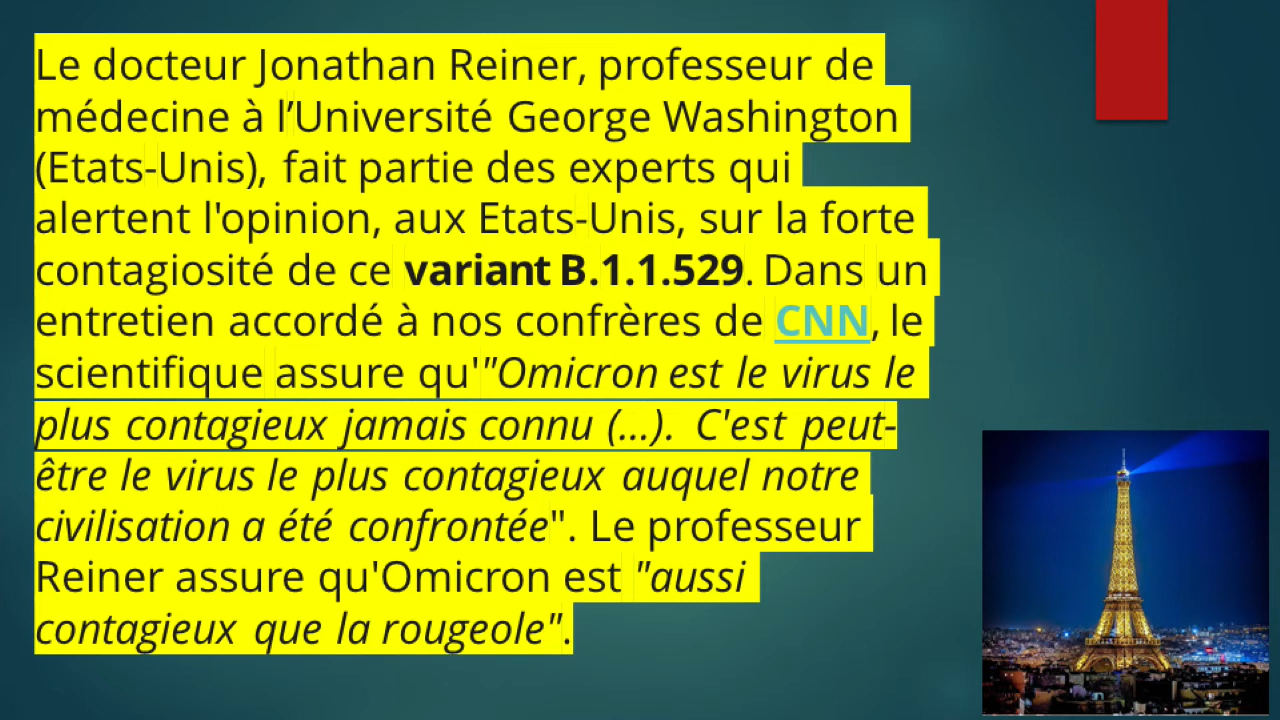 Le docteur Jonathan Reiner, professeur de
médecine à l’Université George Washington
(Etats-Unis), fait partie des experts qui
alertent l'opinion, aux Etats-Unis, sur la forte
contagiosité de ce variant B.1.1.529. Dans un
entretien accordé à nos confrères de CNN, le
scientifique assure qu'"Omicron est le virus le
plus contagieux jamais connu (...). C'est peut-
être le virus le plus contagieux auquel notre
civilisation a été confrontée". Le professeur
Reiner assure qu'Omicron est "aussi
contagieux que la rougeole".